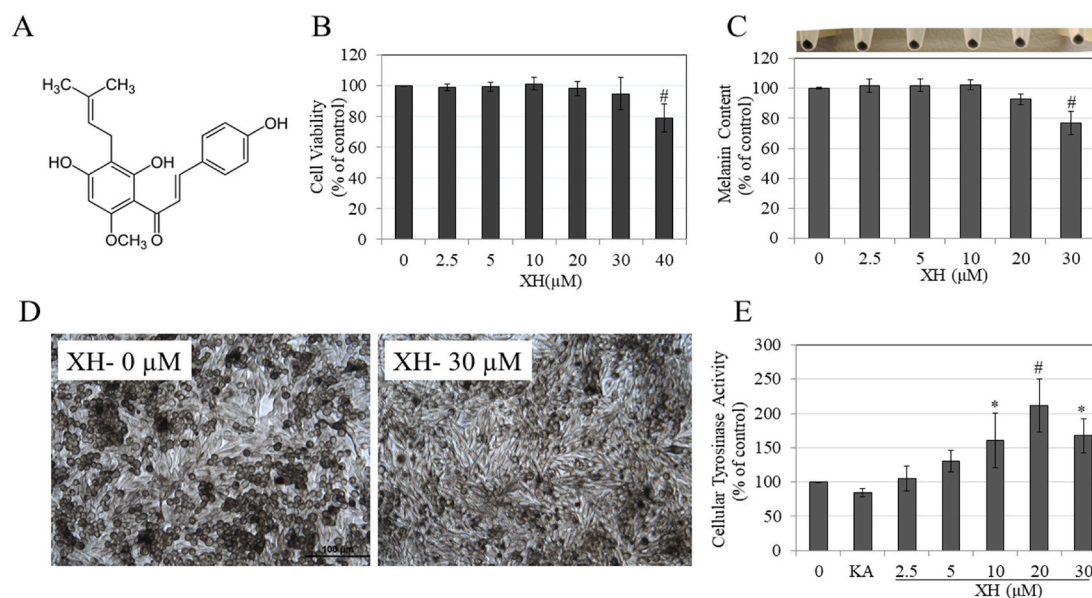 A
H₃C
CH₃
OH
HO
OH
OCH₃
O
B
Cell Viability
(% of control)
120
100
80
60
40
20
0
#
0 2.5 5 10 20 30 40
XH(µM)
C
Melanin Content
(% of control)
120
100
80
60
40
20
0
#
0 2.5 5 10 20 30
XH (µM)
D
XH- 0 µM
100 µm
XH- 30 µM
E
Cellular Tyrosinase Activity
(% of control)
300
250
200
150
100
50
0
* # *
0 KA 2.5 5 10 20 30
XH (µM)